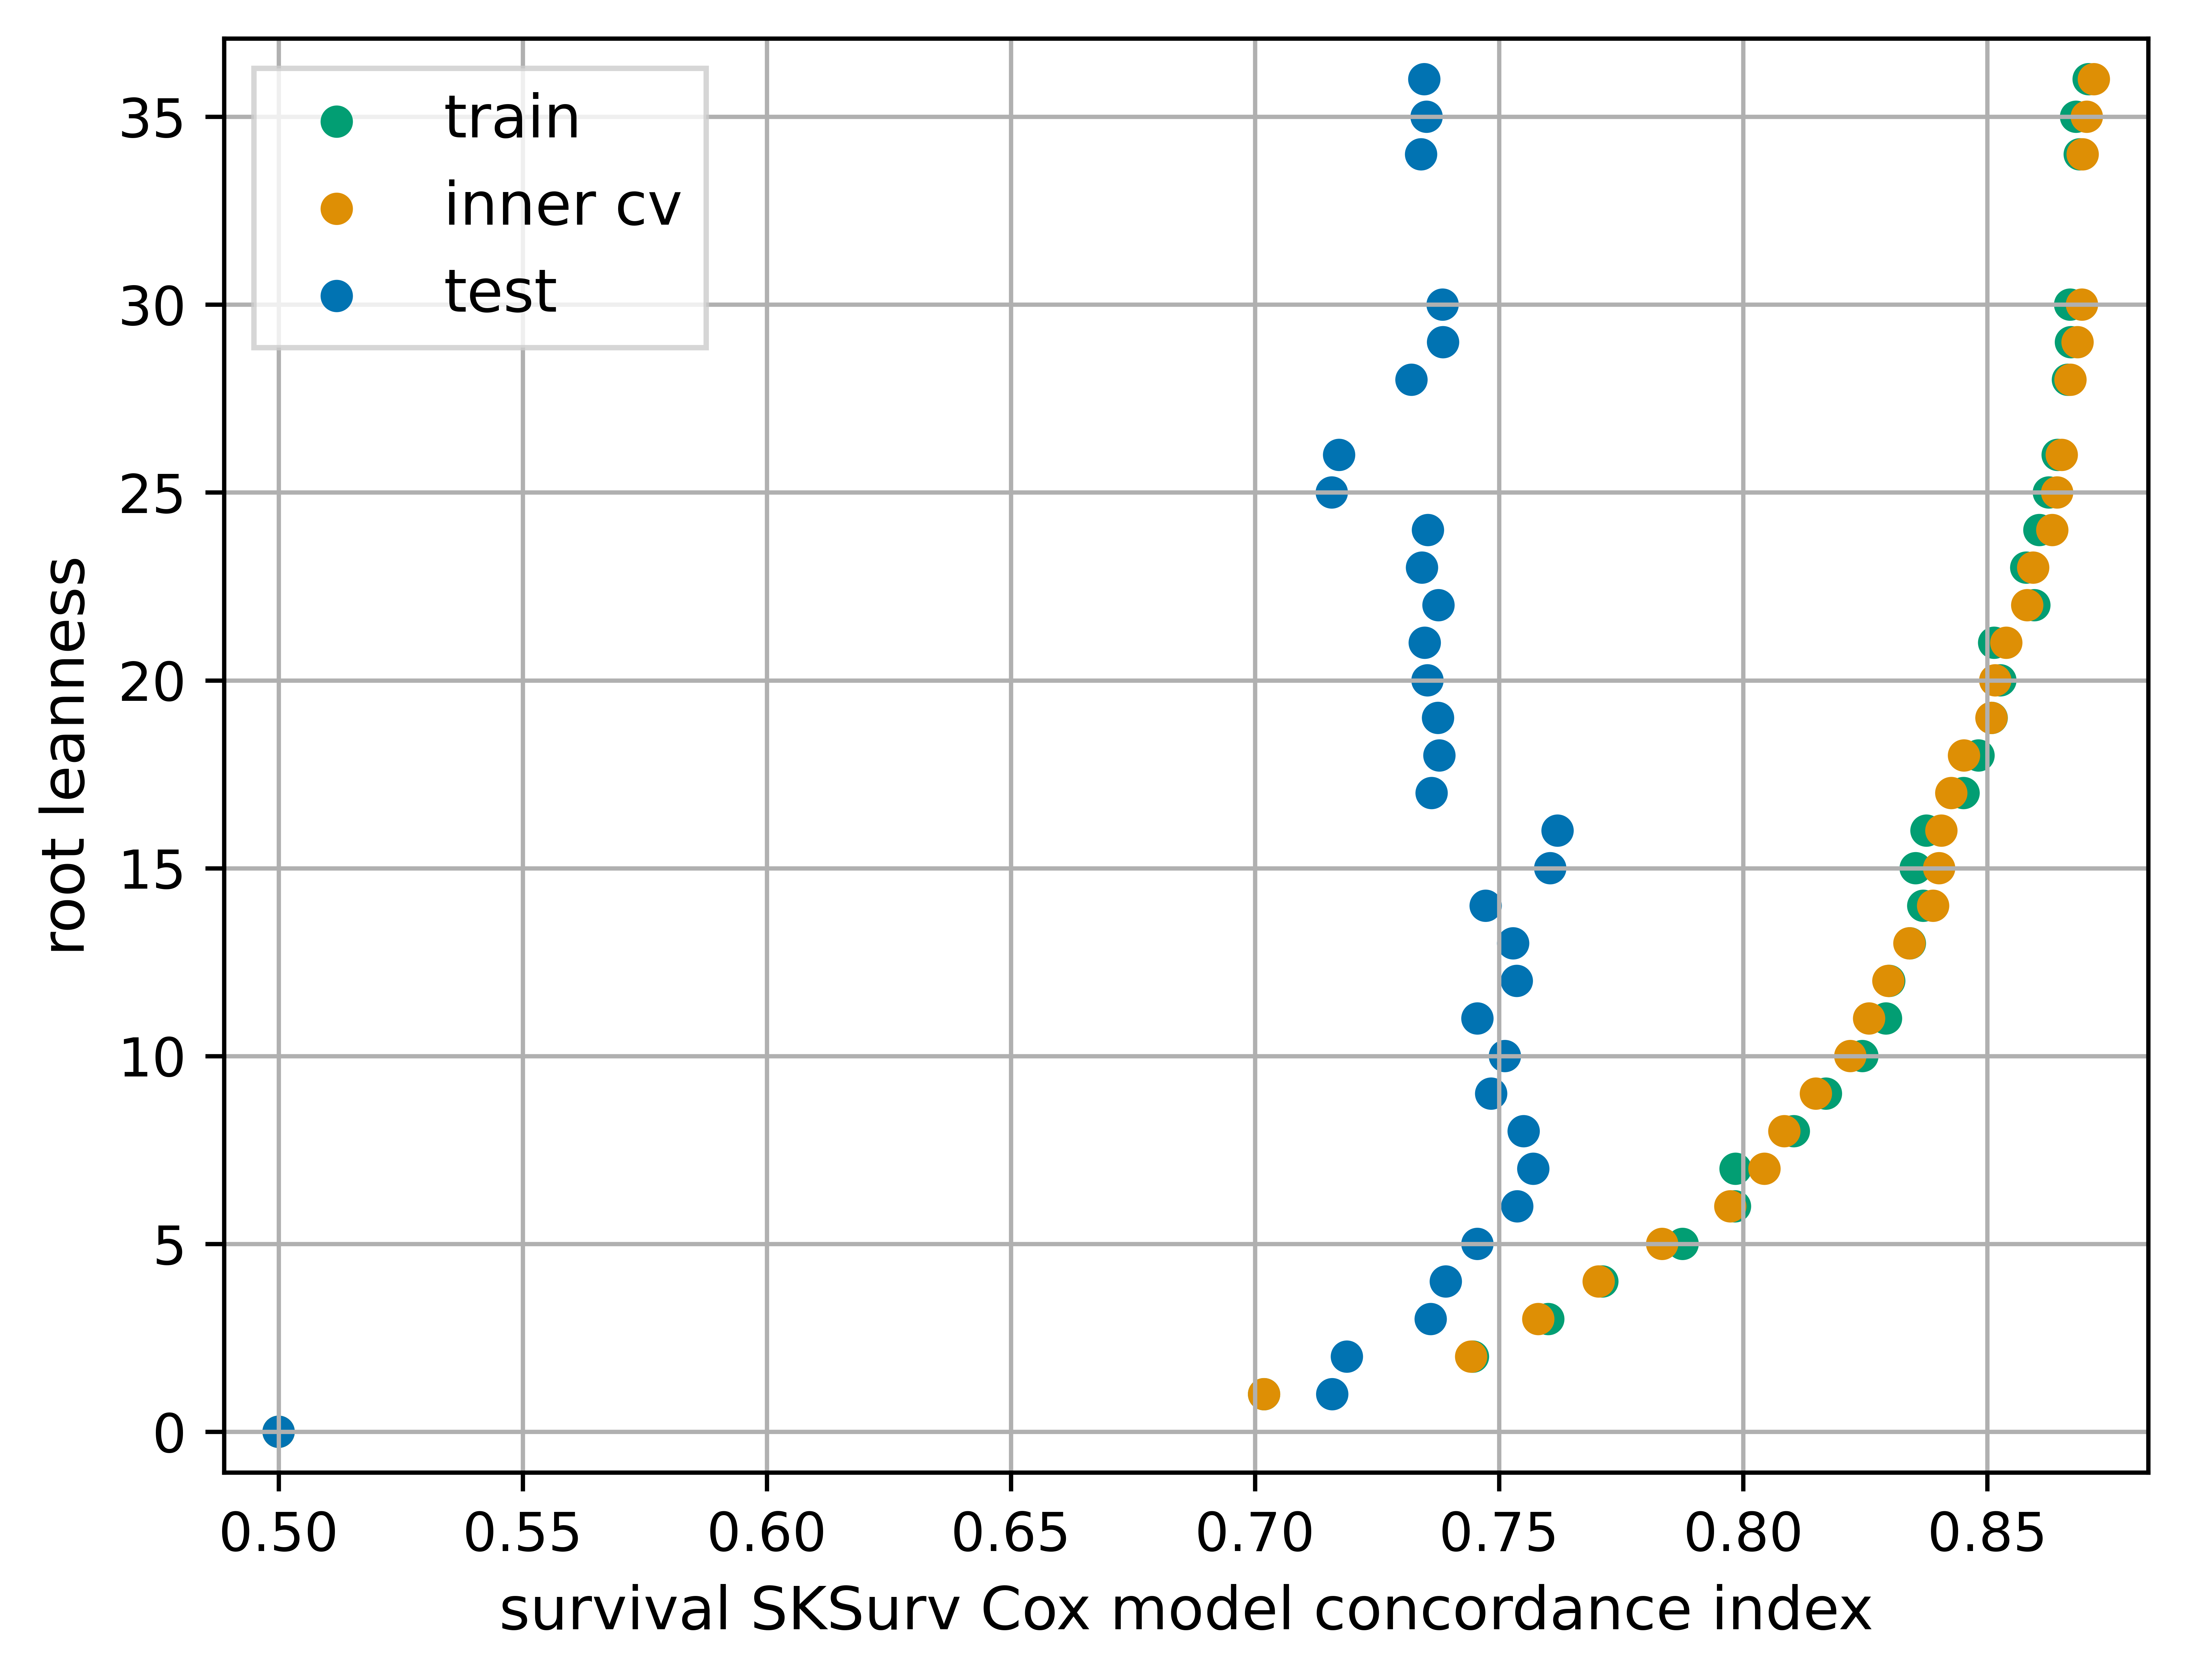 train
inner cv
test
35
30
25
20
15
10
5
0
root leanness
0.50 0.55 0.60 0.65 0.70 0.75 0.80 0.85
survival SKSurv Cox model concordance index